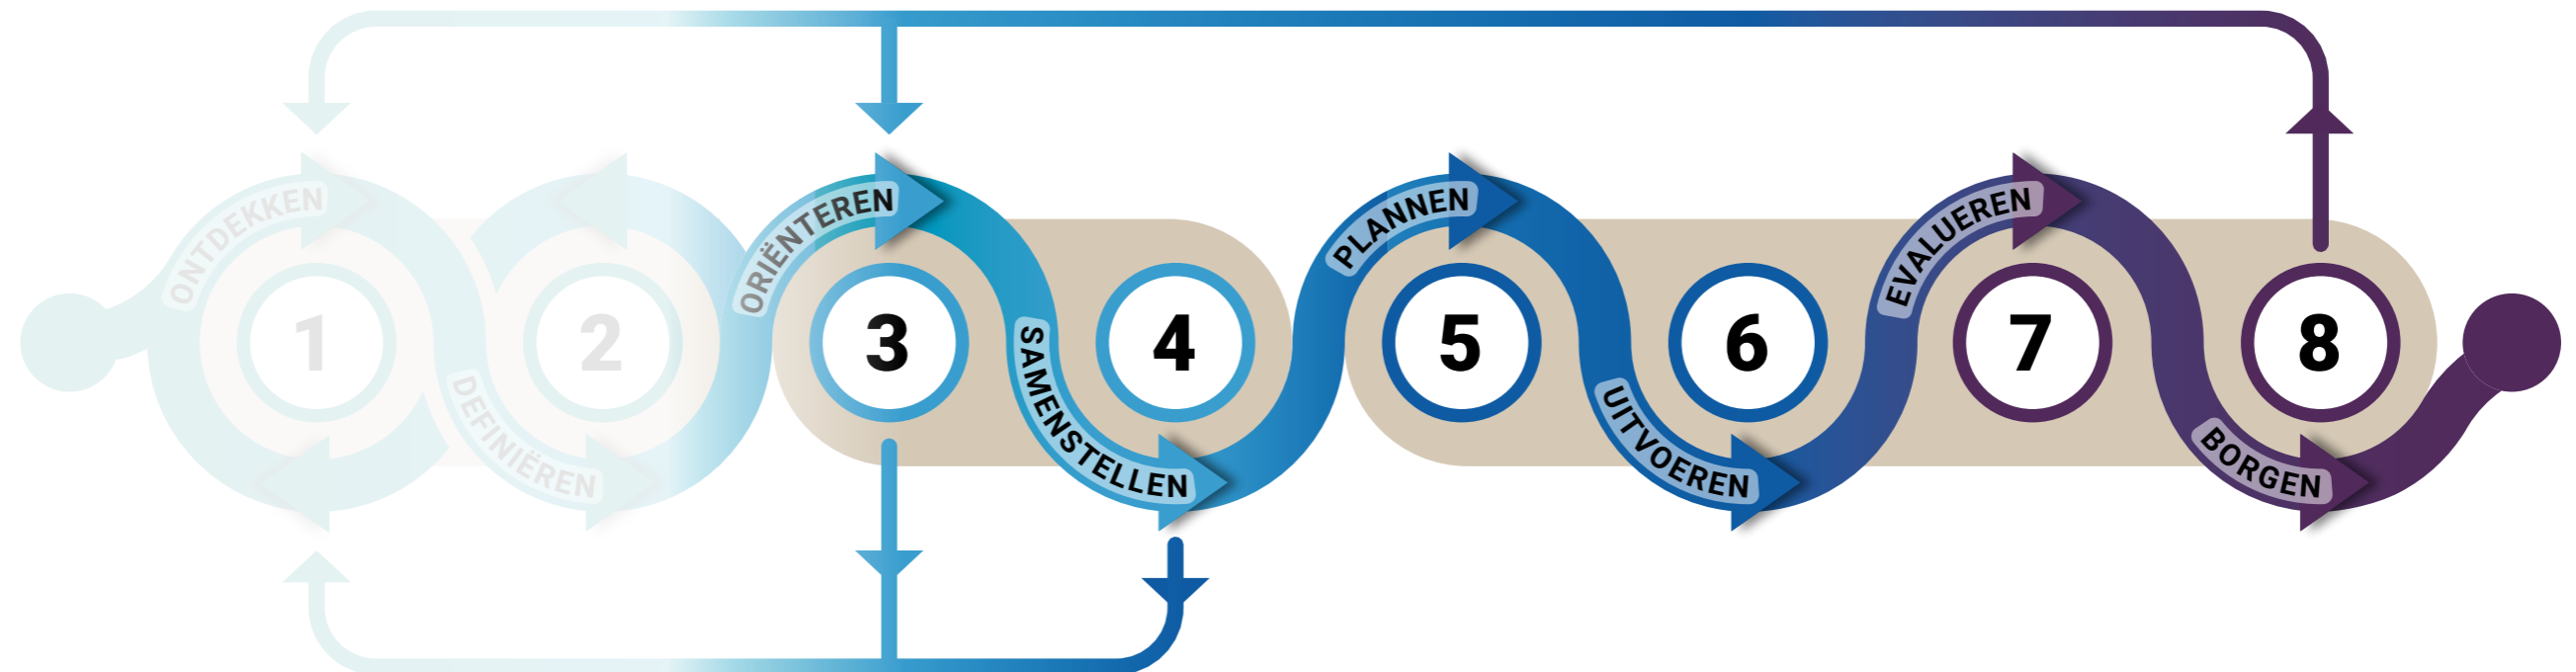 ONTDEKKEN
1
DEFINIËREN
2
ORIËNTEREN
3
SAMENSTELLEN
4
PLANNEN
5
UITVOEREN
6
EVALUEREN
7
BORGEN
8